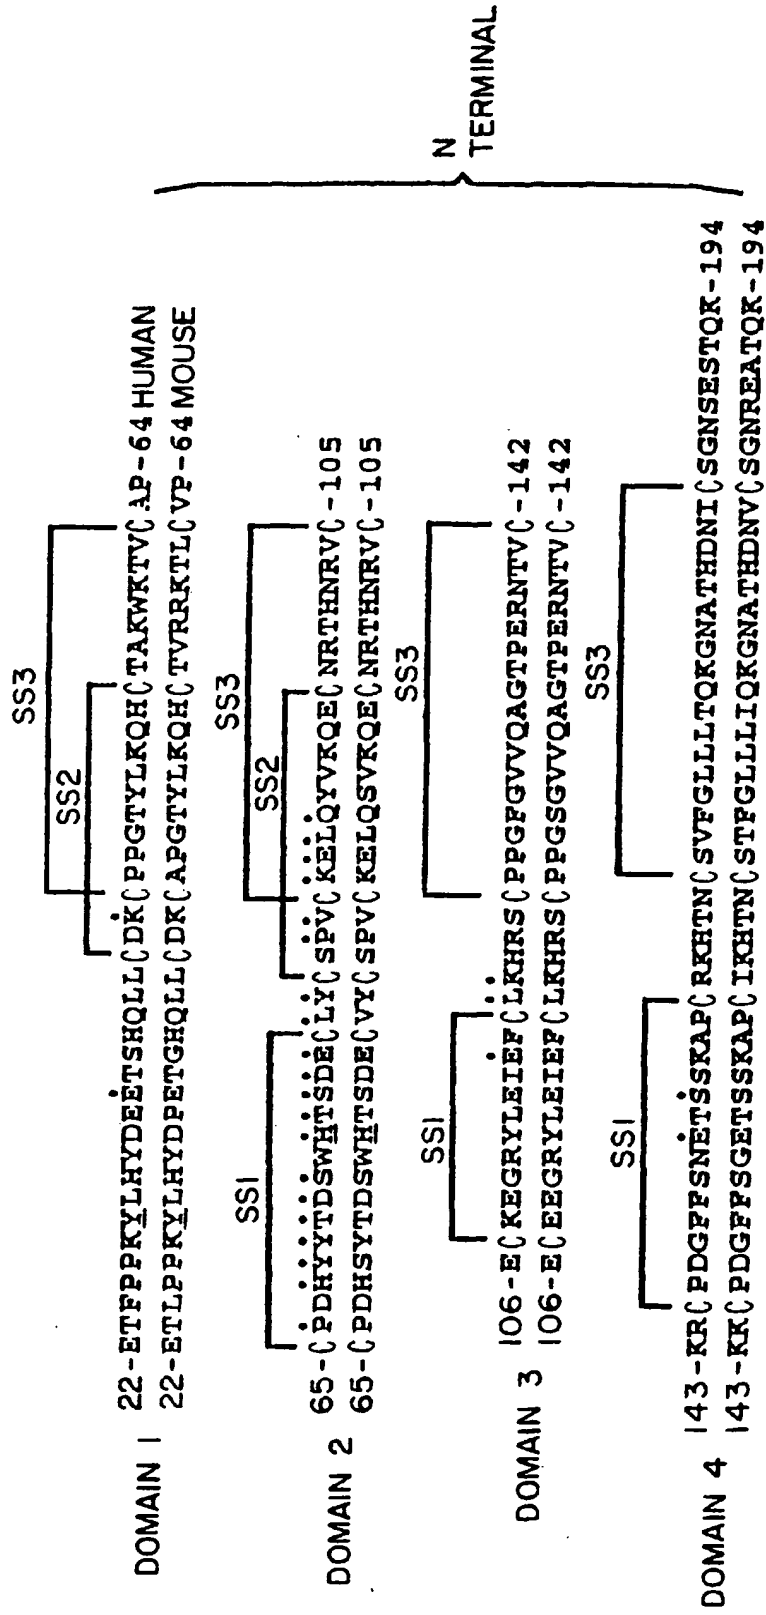 SS3
SS2
22-ETFPPKYLHYDEETSHQLLCDKCPPGTYLKQHCTAKWKTVCAP-64 HUMAN
DOMAIN 1
22-ETLPPKYLHYDPETGHQLLCDKCAPGTYLKQHCTVRRKTLCVP-64 MOUSE
SS3
SS1 SS2
65-CPDHYYTDSWHTSDECLYCSPVCKELQYVKQECNRTHNRVC-105
DOMAIN 2
65-CPDHSYTDSWHTSDECVYCSPVCKELQSVKQECNRTHNRVC-105
SS1 SS3
106-ECKEGRYLEIEFCLKHRSCPPGFGVVQAGTPERNTVC-142
DOMAIN 3
106-ECEEGRYLEIEFCLKHRSCPPGSGVVQAGTPERNTVC-142
SS1 SS3
143-KRCPDGFFSNETSSKAPCRKHTNCSVFGLLLTQKGNATHDNICSGNSESTQK-194
DOMAIN 4
143-KKCPDGFFSGETSSKAPCIKHTNCSTFGLLLIQKGNATHDNVCSGNREATQK-194
N
TERMINAL